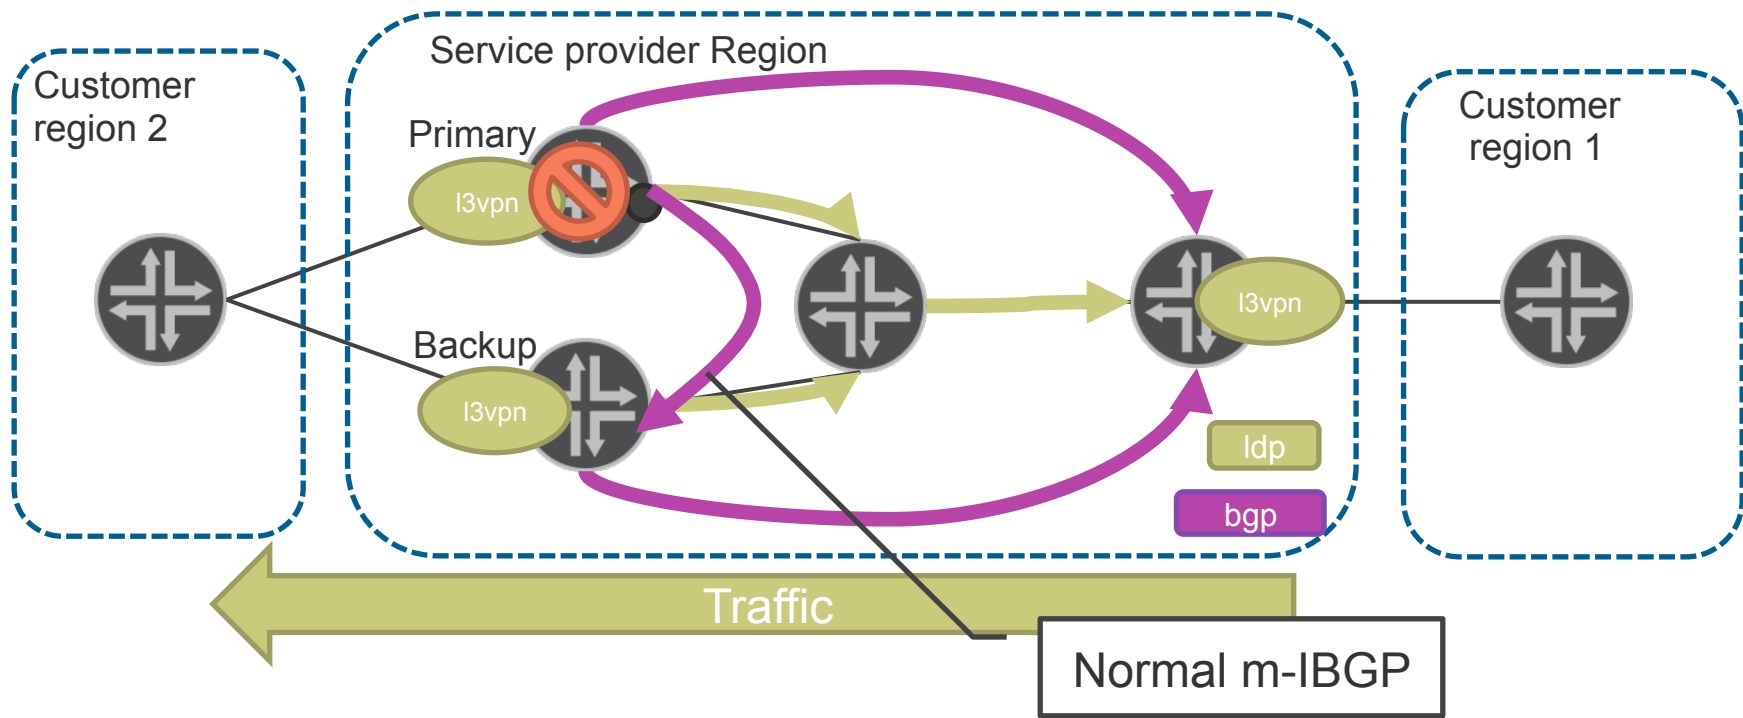 Service provider Region
Customer
region 2
Customer
region 1
Primary
l3vpn
l3vpn
Backup
l3vpn
ldp
bgp
Traffic
Normal m-IBGP